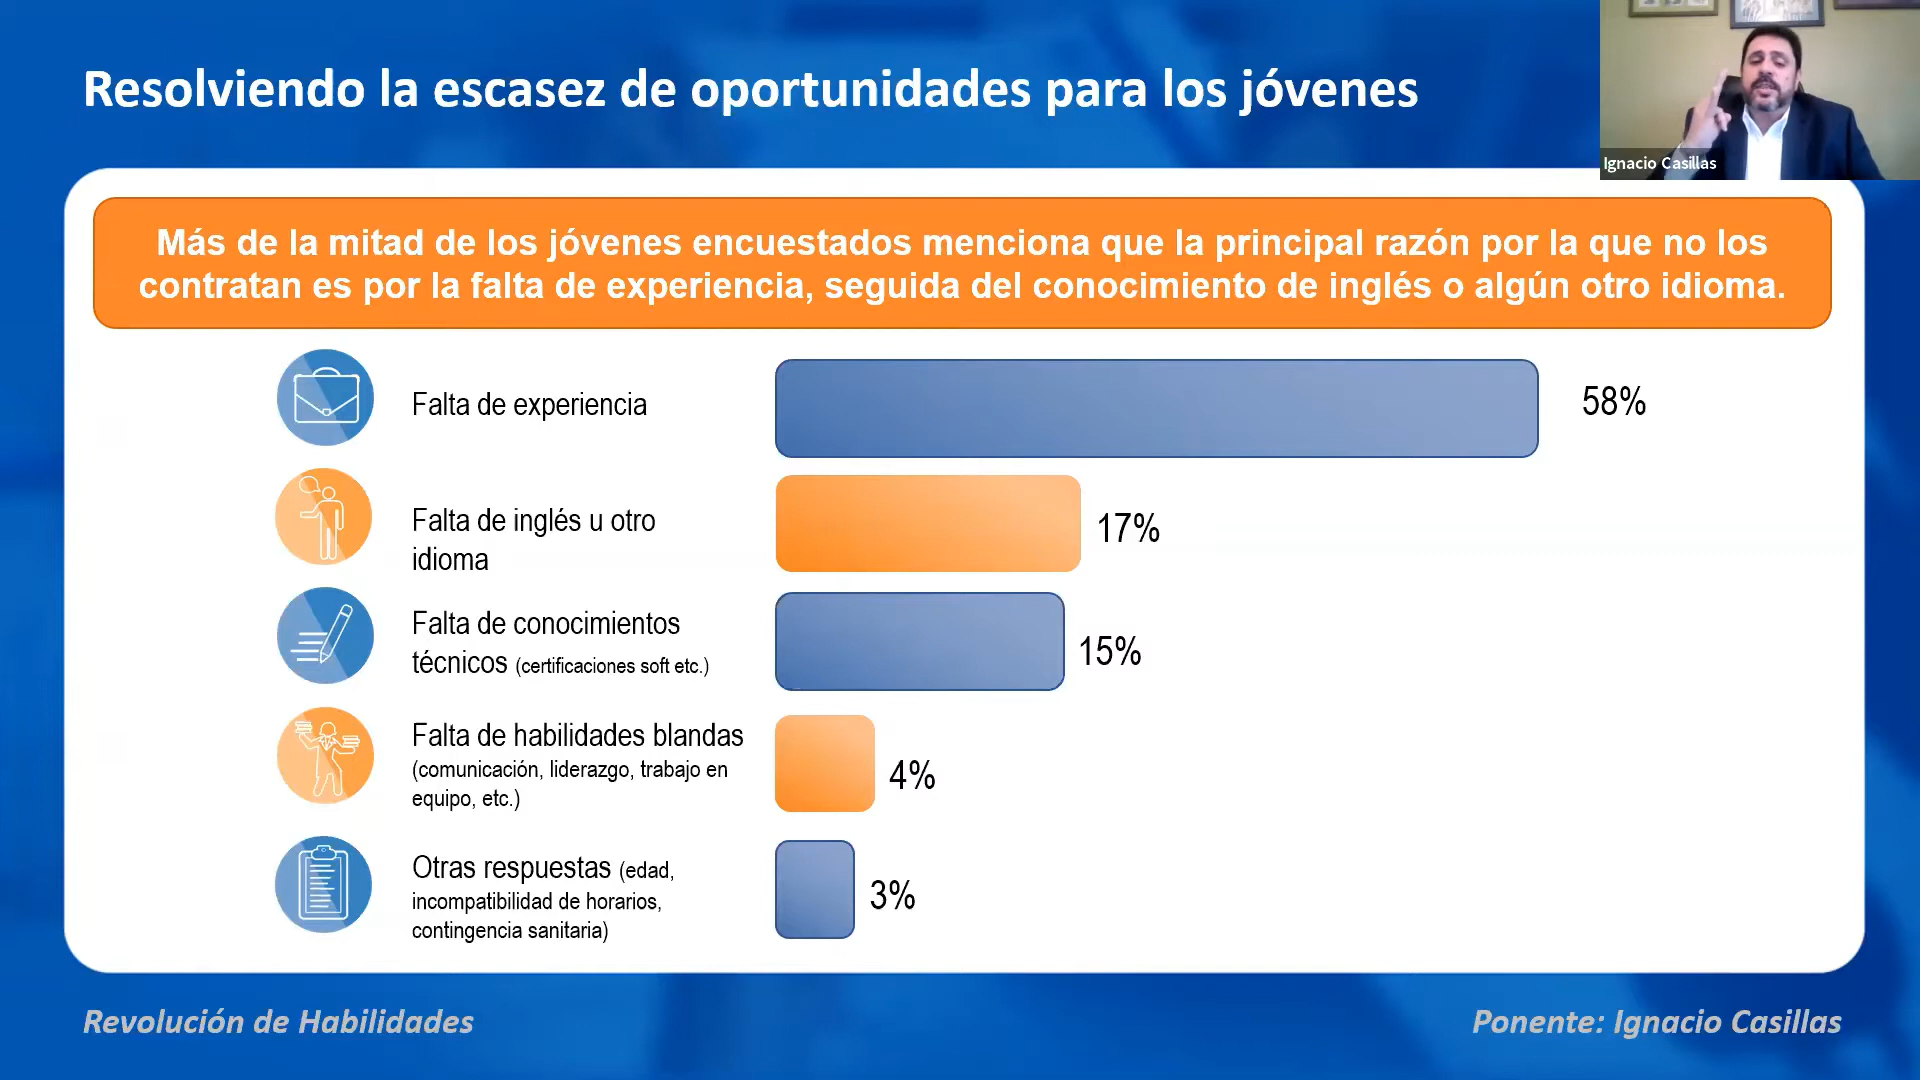 Resolviendo la escasez de oportunidades para los jóvenes
Ignacio Casillas
Más de la mitad de los jóvenes encuestados menciona que la principal razón por la que no los
contratan es por la falta de experiencia, seguida del conocimiento de inglés o algún otro idioma.
Falta de experiencia
58%
Falta de inglés u otro
idioma
17%
Falta de conocimientos
técnicos (certificaciones soft etc.)
15%
Falta de habilidades blandas
(comunicación, liderazgo, trabajo en
equipo, etc.)
4%
Otras respuestas (edad,
incompatibilidad de horarios,
contingencia sanitaria)
3%
Revolución de Habilidades
Ponente: Ignacio Casillas